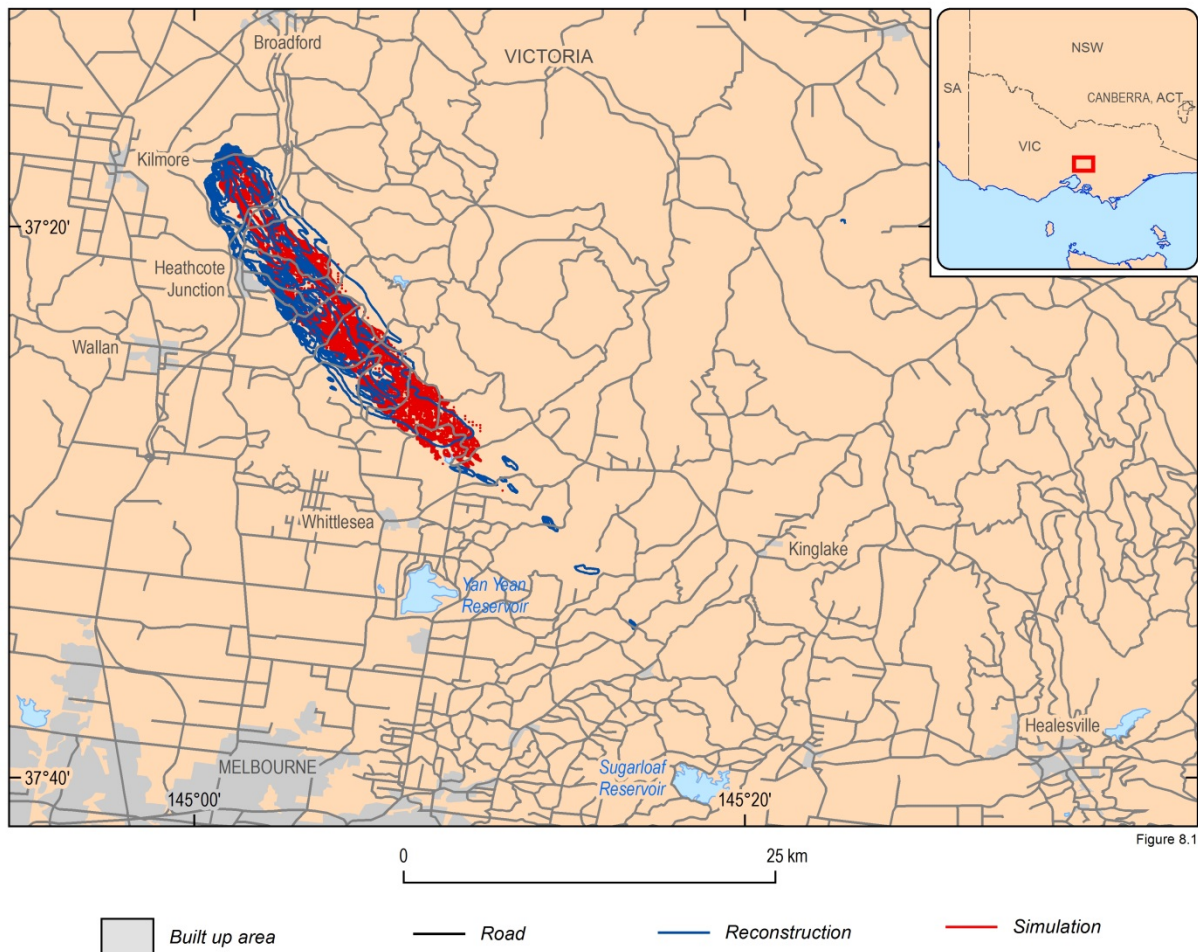 Broadford
VICTORIA
NSW
SA
CANBERRA, ACT
VIC
Kilmore
37°20'
Heathcote
Junction
Wallan
Whittlesea
Kinglake
Yan Yean
Reservoir
Healesville
MELBOURNE
Sugarloaf
Reservoir
37°40'
145°00'
145°20'
Figure 8.1
0
25 km
Built up area
Road
Reconstruction
Simulation